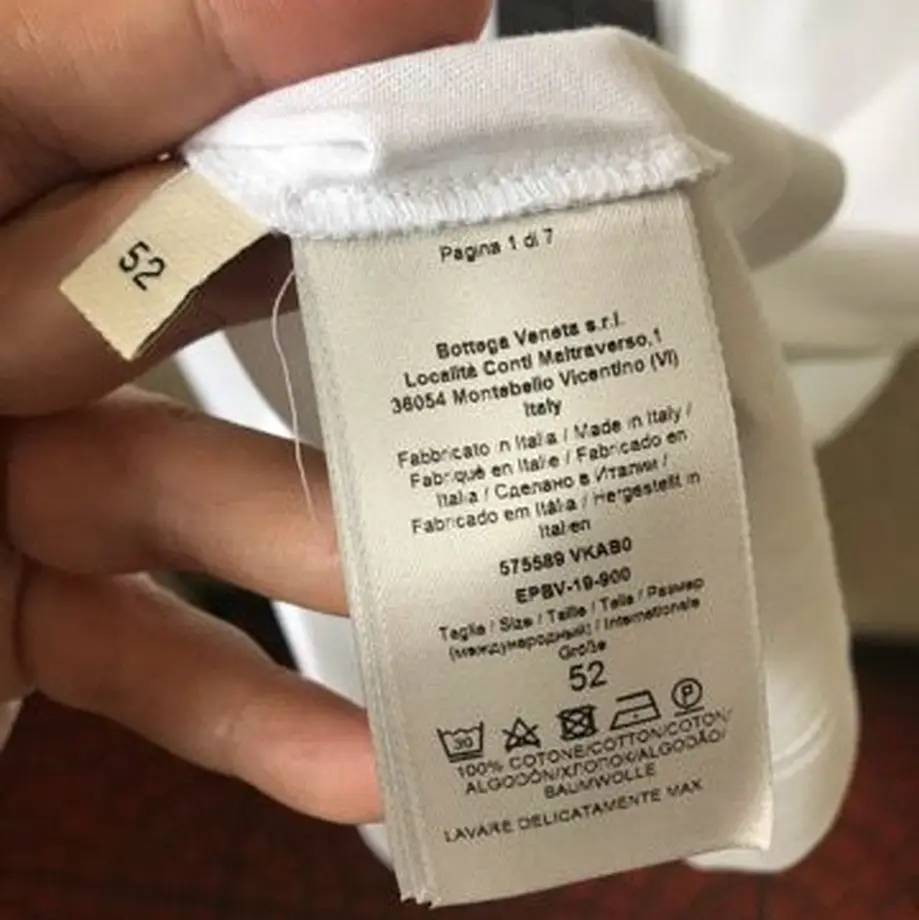 52
Pagina 1 di 7
Bottega Veneta s.r.l.
Località Conti Maltraverso,1
36054 Montebello Vicentino (VI)
Italy
Fabbricato in Italia / Made in Italy /
Fabriqué en Italie / Fabricado en
Italia / Сделано в Италии /
Fabricado em Itália / Hergestellt in
Italien
575589 VKAB0
EPBV-19-900
Taglia / Size / Taille / Talla / Размер
(международный) / Internationale
Größe
52
30
P
100% COTONE/COTTON/COTON/
ALGODÓN/ХЛОПОК/ALGODÃO/
BAUMWOLLE
LAVARE DELICATAMENTE MAX